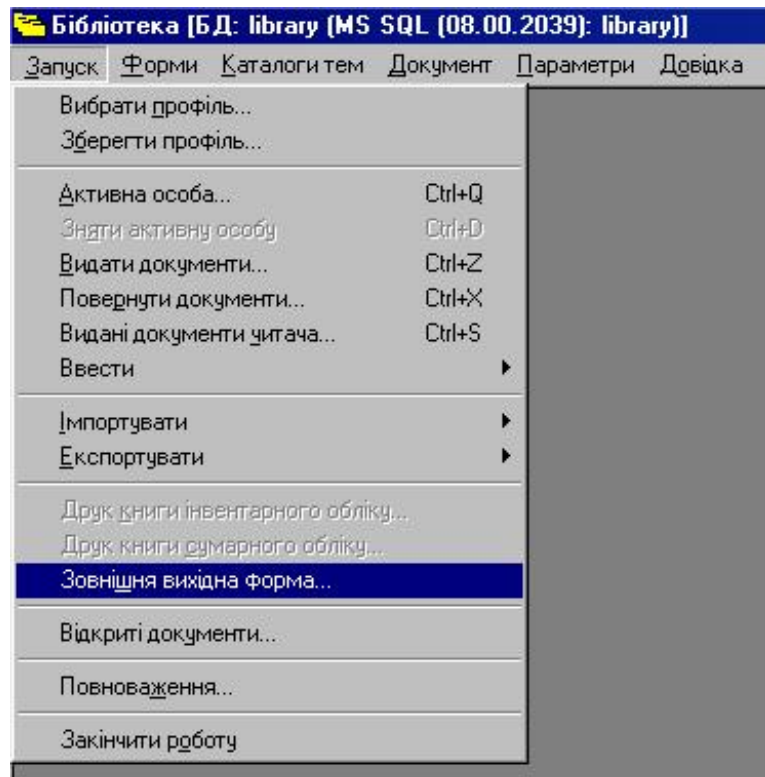 Бібліотека [БД: library (MS SQL (08.00.2039): library)]
Запуск Форми Каталоги тем Документ Параметри Довідка
Вибрати профіль...
Зберегти профіль...
Активна особа... Ctrl+Q
Зняти активну особу Ctrl+D
Видати документи... Ctrl+Z
Повернути документи... Ctrl+X
Видані документи читача... Ctrl+S
Ввести
Імпортувати
Експортувати
Друк книги інвентарного обліку...
Друк книги сумарного обліку...
Зовнішня вихідна форма...
Відкриті документи...
Повноваження...
Закінчити роботу